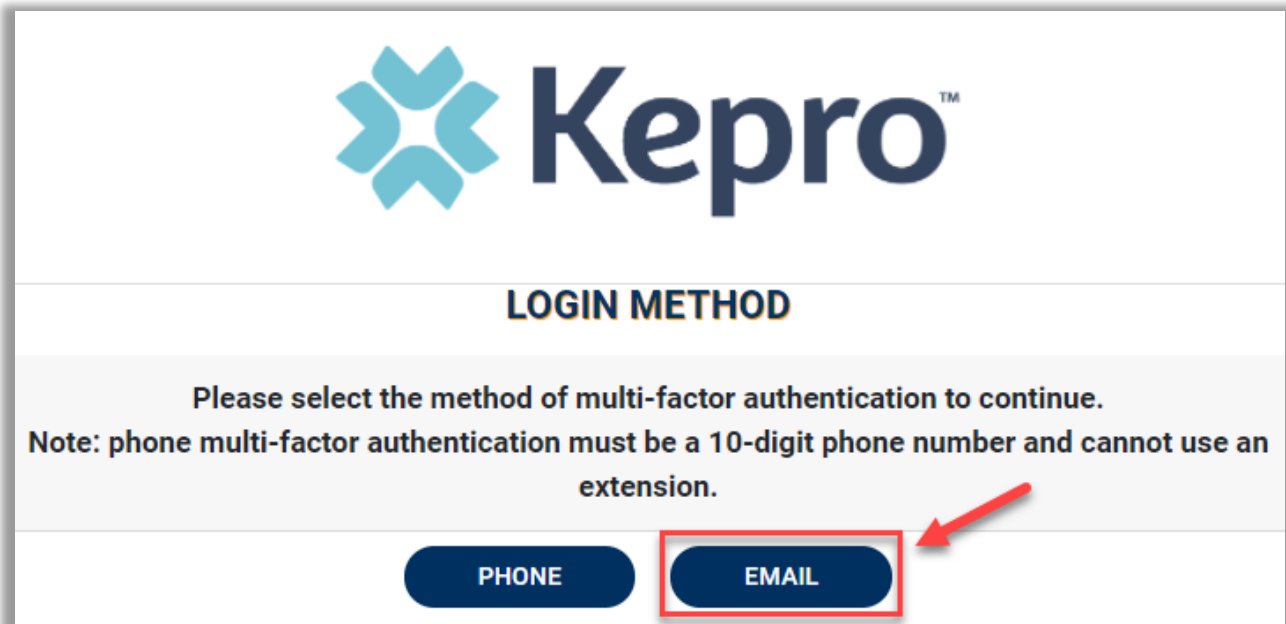 Kepro™
LOGIN METHOD
Please select the method of multi-factor authentication to continue.
Note: phone multi-factor authentication must be a 10-digit phone number and cannot use an
extension.
PHONE EMAIL